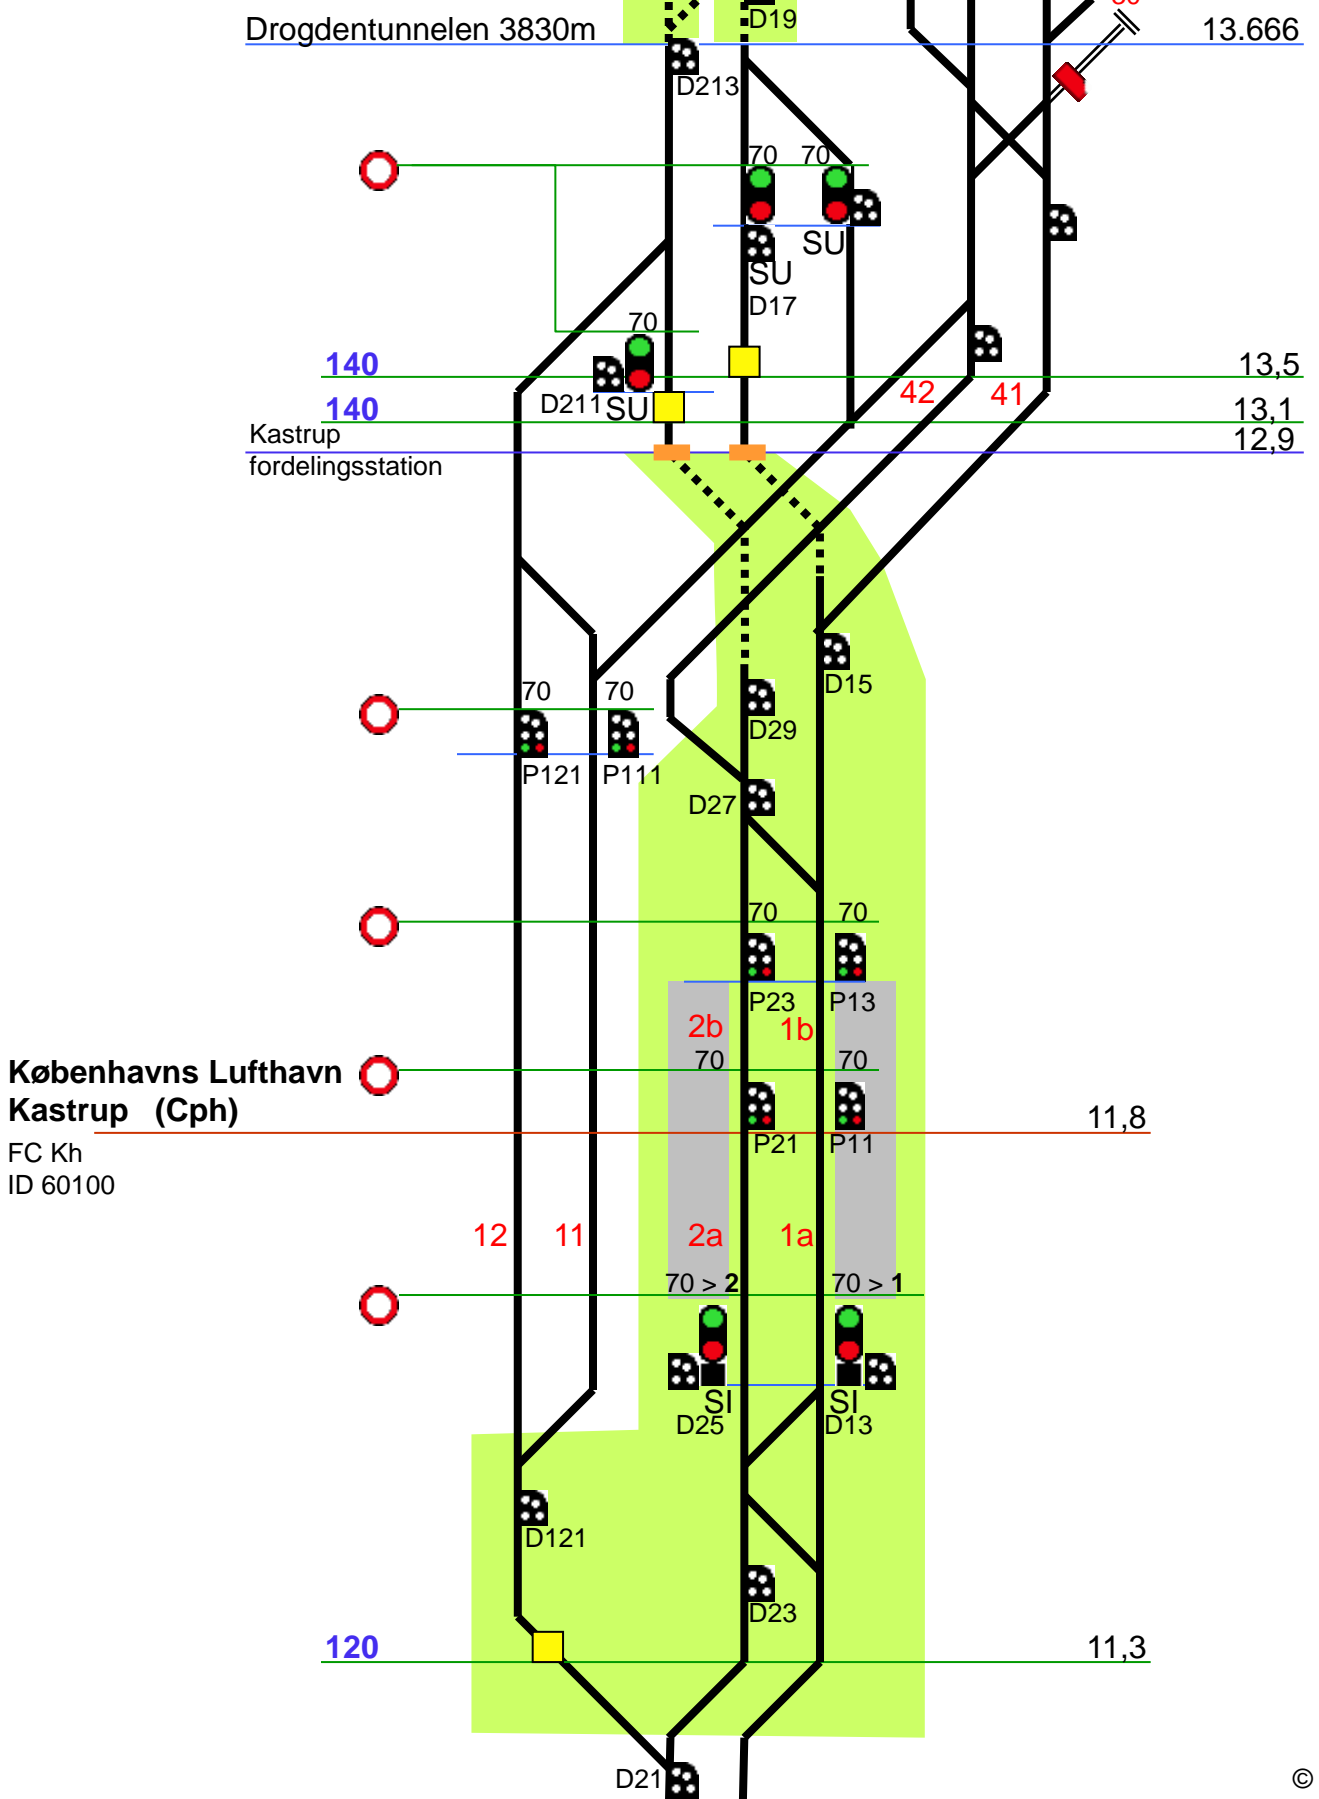 D19
Drogdentunnelen 3830m 13.666
D213
70 70
SU
SU
D17
70
140 13,5
42 41
D211 SU
140 13,1
Kastrup 12,9
fordelingsstation
D15
70 70
D29
P121 P111
D27
70 70
P23 P13
2b 1b
70 70
Københavns Lufthavn
Kastrup (Cph) 11,8
P21 P11
FC Kh
ID 60100
12 11 2a 1a
70 > 2 70 > 1
SI SI
D25 D13
D121
D23
120 11,3
D21 ©